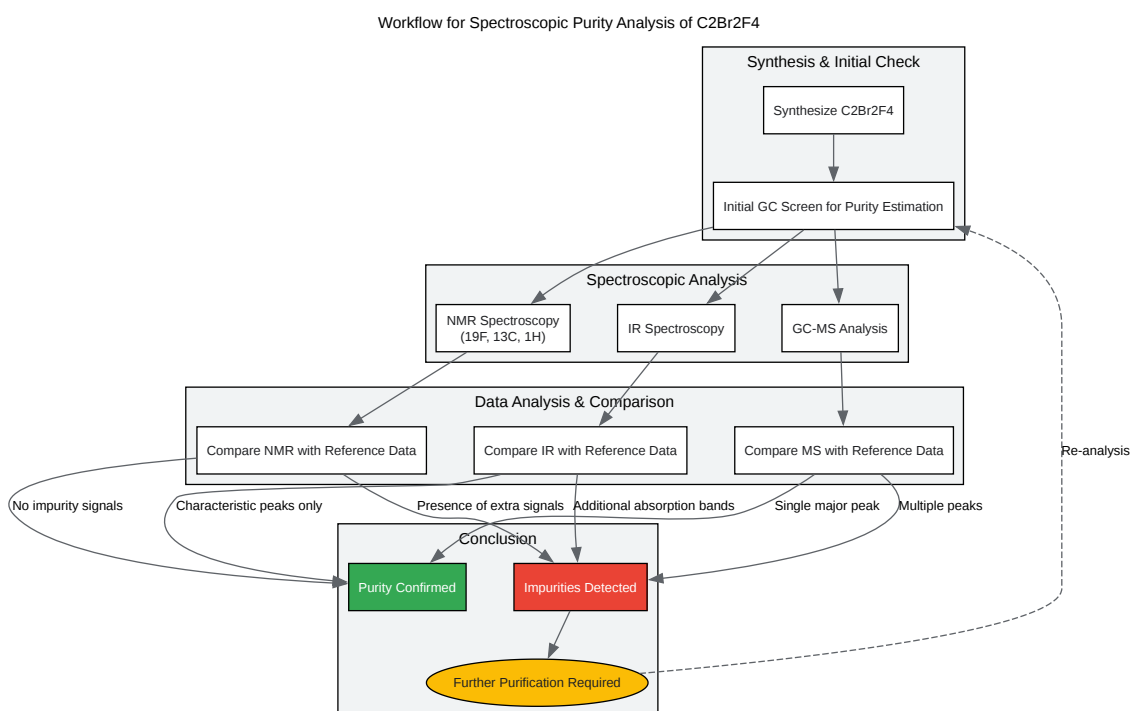 Workflow for Spectroscopic Purity Analysis of C2Br2F4
Synthesis & Initial Check
Synthesize C2Br2F4
Initial GC Screen for Purity Estimation
Spectroscopic Analysis
NMR Spectroscopy
(19F, 13C, 1H)
IR Spectroscopy
GC-MS Analysis
Data Analysis & Comparison
Compare NMR with Reference Data
Compare IR with Reference Data
Compare MS with Reference Data
Re-analysis
No impurity signals
Characteristic peaks only
Presence of extra signals
Additional absorption bands
Single major peak
Multiple peaks
Conclusion
Purity Confirmed
Impurities Detected
Further Purification Required